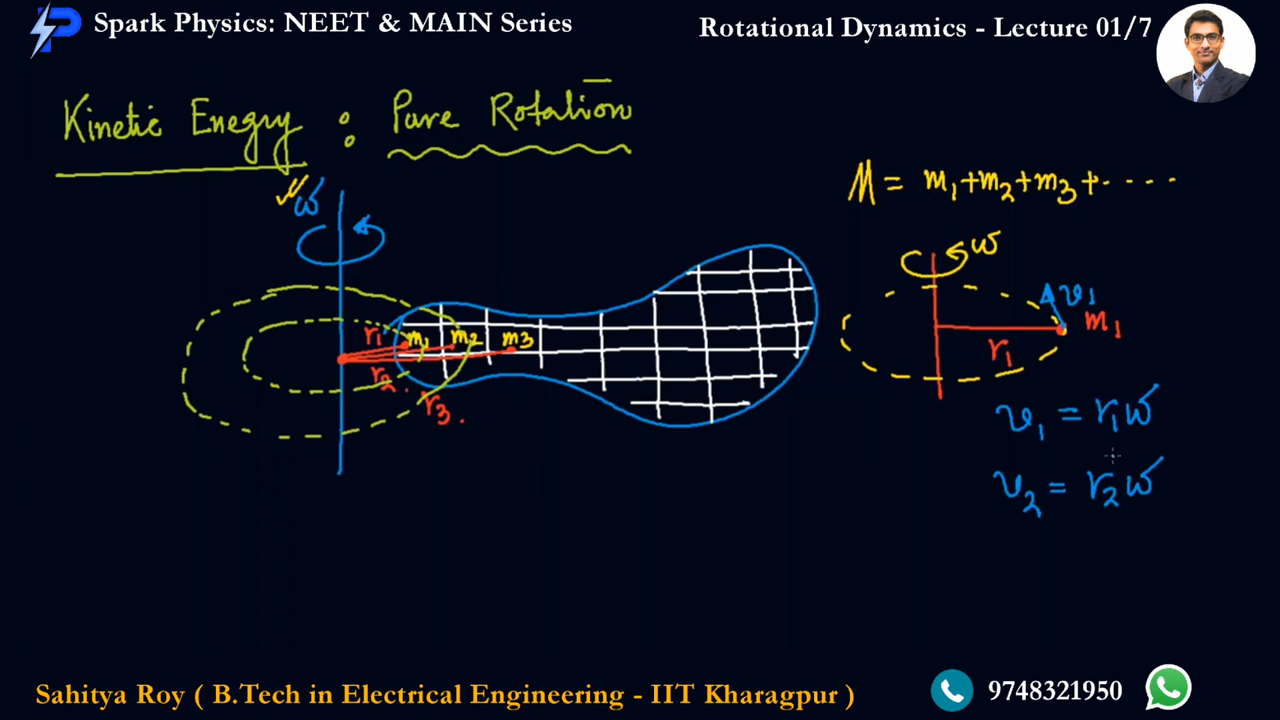 Spark Physics: NEET & MAIN Series
Rotational Dynamics - Lecture 01/7
Kinetic Enegry : Pure Rotation
M = m₁+m₂+m₃+....
ω
ω
v₁
m₁
r₁
r₁ m₁ m₂ m₃
r₂
r₃
v₁ = r₁ω
v₂ = r₂ω
Sahitya Roy ( B.Tech in Electrical Engineering - IIT Kharagpur )
9748321950